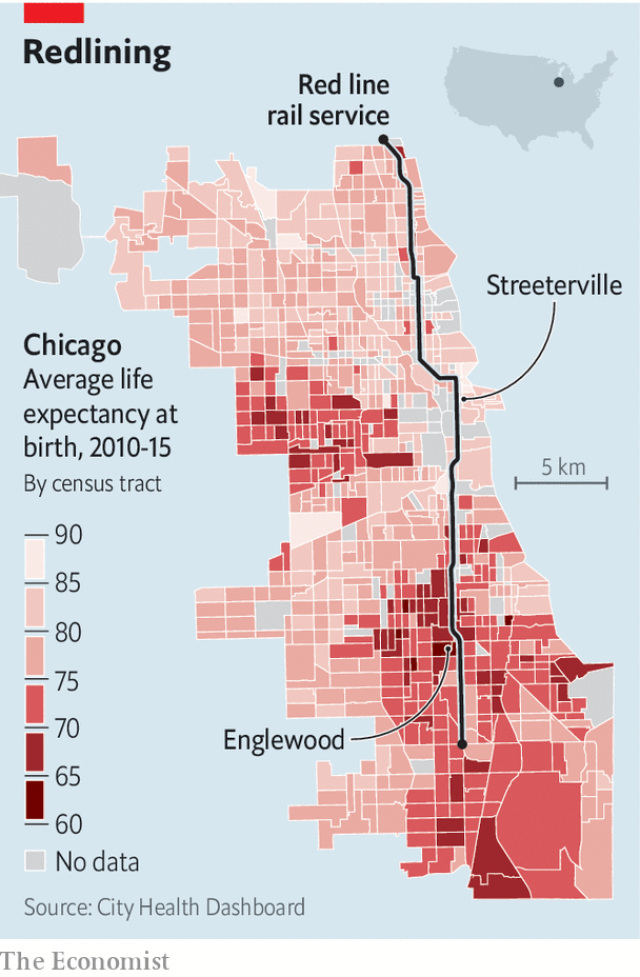 Redlining
Red line
rail service
Streeterville
Chicago
Average life
expectancy at
birth, 2010-15
By census tract
5 km
90
85
80
75
70
65
60
No data
Englewood
Source: City Health Dashboard
The Economist